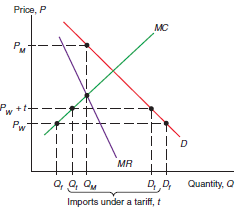 Price, P
MC
P_M
P_W + t
P_W
D
MR
Q_f Q_t Q_M D_t D_f Quantity, Q
Imports under a tariff, t